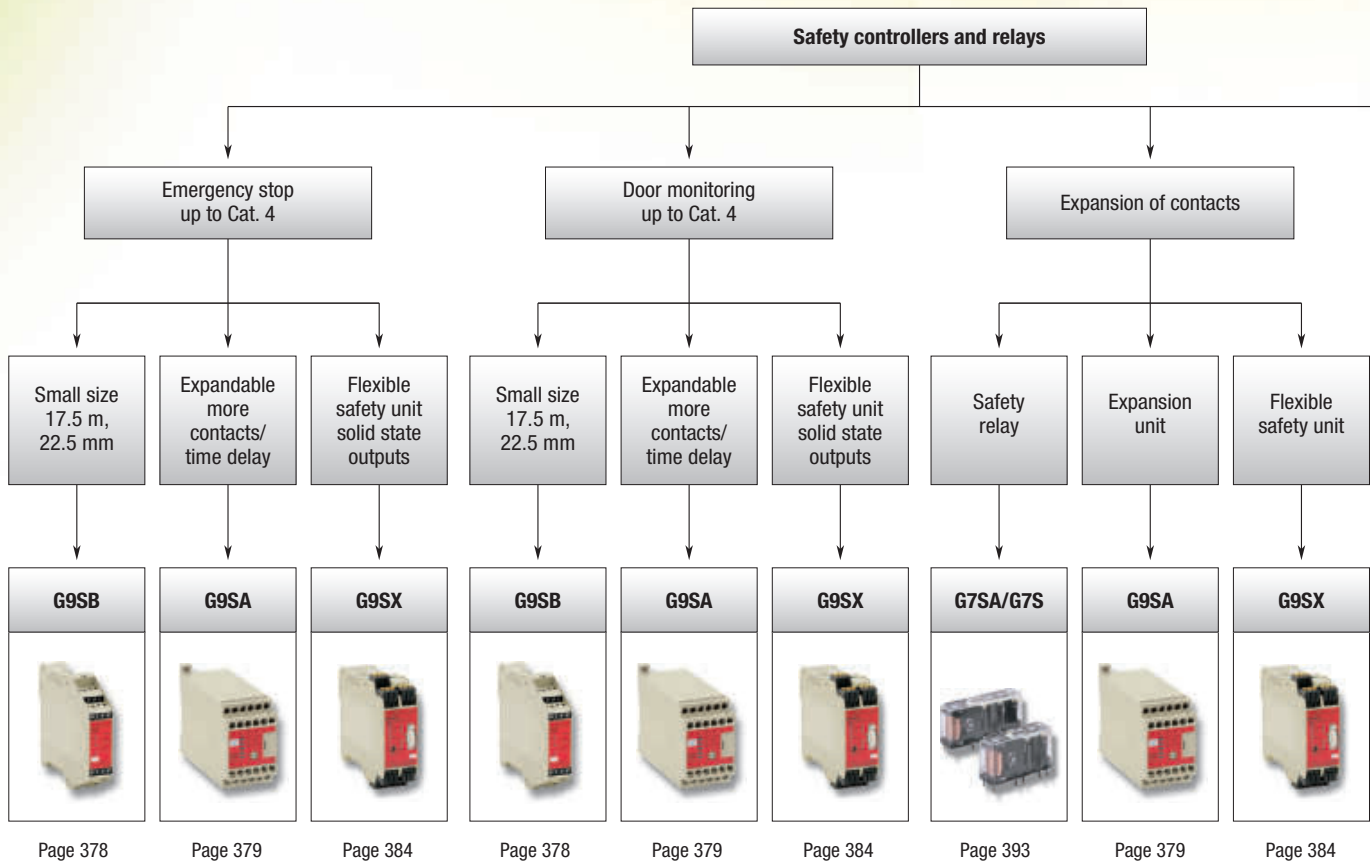 Safety controllers and relays
Emergency stop
up to Cat. 4
Door monitoring
up to Cat. 4
Expansion of contacts
Small size
17.5 m,
22.5 mm
Expandable
more
contacts/
time delay
Flexible
safety unit
solid state
outputs
Small size
17.5 m,
22.5 mm
Expandable
more
contacts/
time delay
Flexible
safety unit
solid state
outputs
Safety
relay
Expansion
unit
Flexible
safety unit
G9SB
G9SA
G9SX
G9SB
G9SA
G9SX
G7SA/G7S
G9SA
G9SX
Page 378
Page 379
Page 384
Page 378
Page 379
Page 384
Page 393
Page 379
Page 384